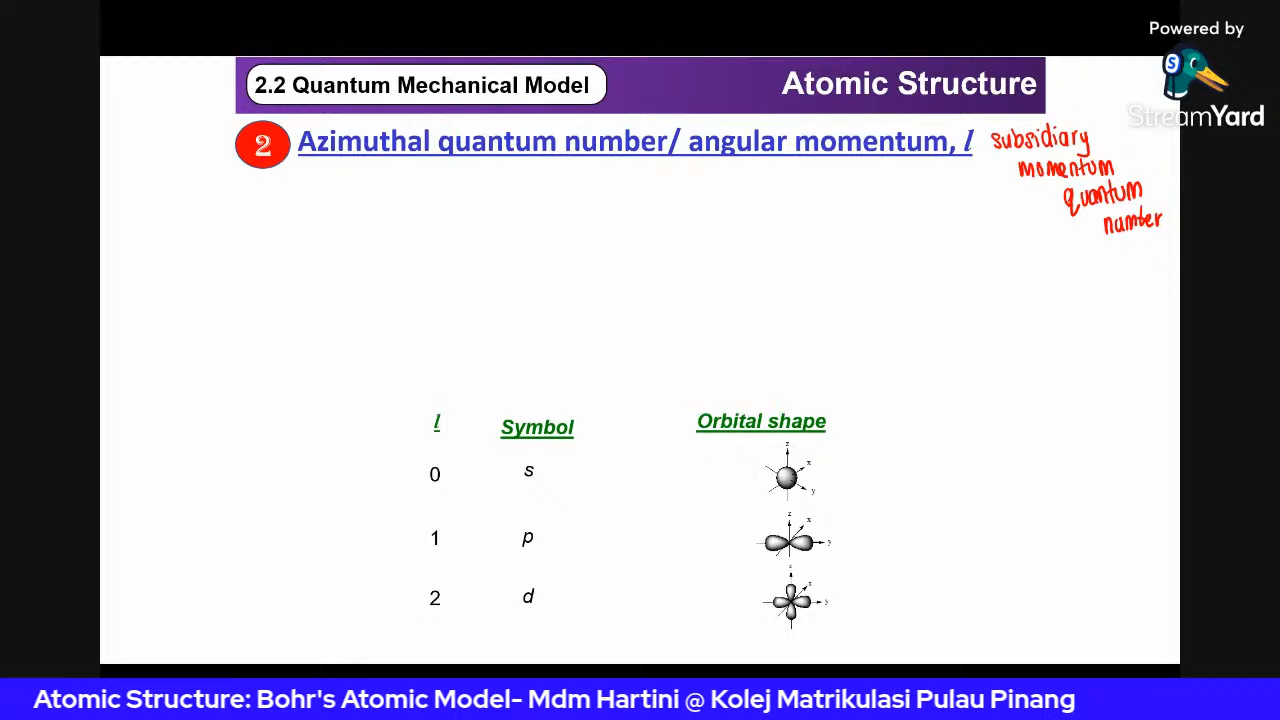 Powered by
StreamYard
2.2 Quantum Mechanical Model
Atomic Structure
2 Azimuthal quantum number/ angular momentum, l
subsidiary
momentum
quantum
number
l Symbol Orbital shape
0 s
z
x
y
1 p
z
x
y
2 d
z
x
y
Atomic Structure: Bohr's Atomic Model- Mdm Hartini @ Kolej Matrikulasi Pulau Pinang